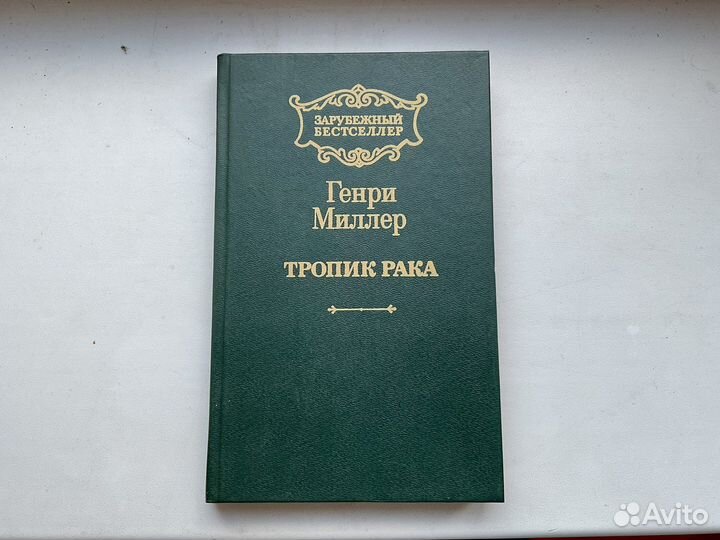 ЗАРУБЕЖНЫЙ
БЕСТСЕЛЛЕР
Генри
Миллер
ТРОПИК РАКА
Avito